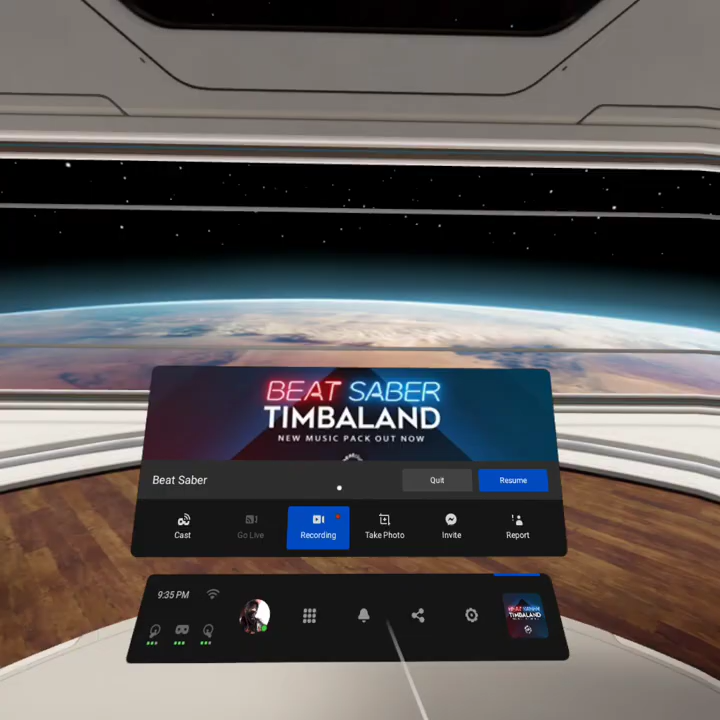 BEAT SABER
TIMBALAND
NEW MUSIC PACK OUT NOW
Beat Saber
Quit
Resume
Cast
Go Live
Recording
Take Photo
Invite
Report
9:35 PM
BEAT SABER
TIMBALAND